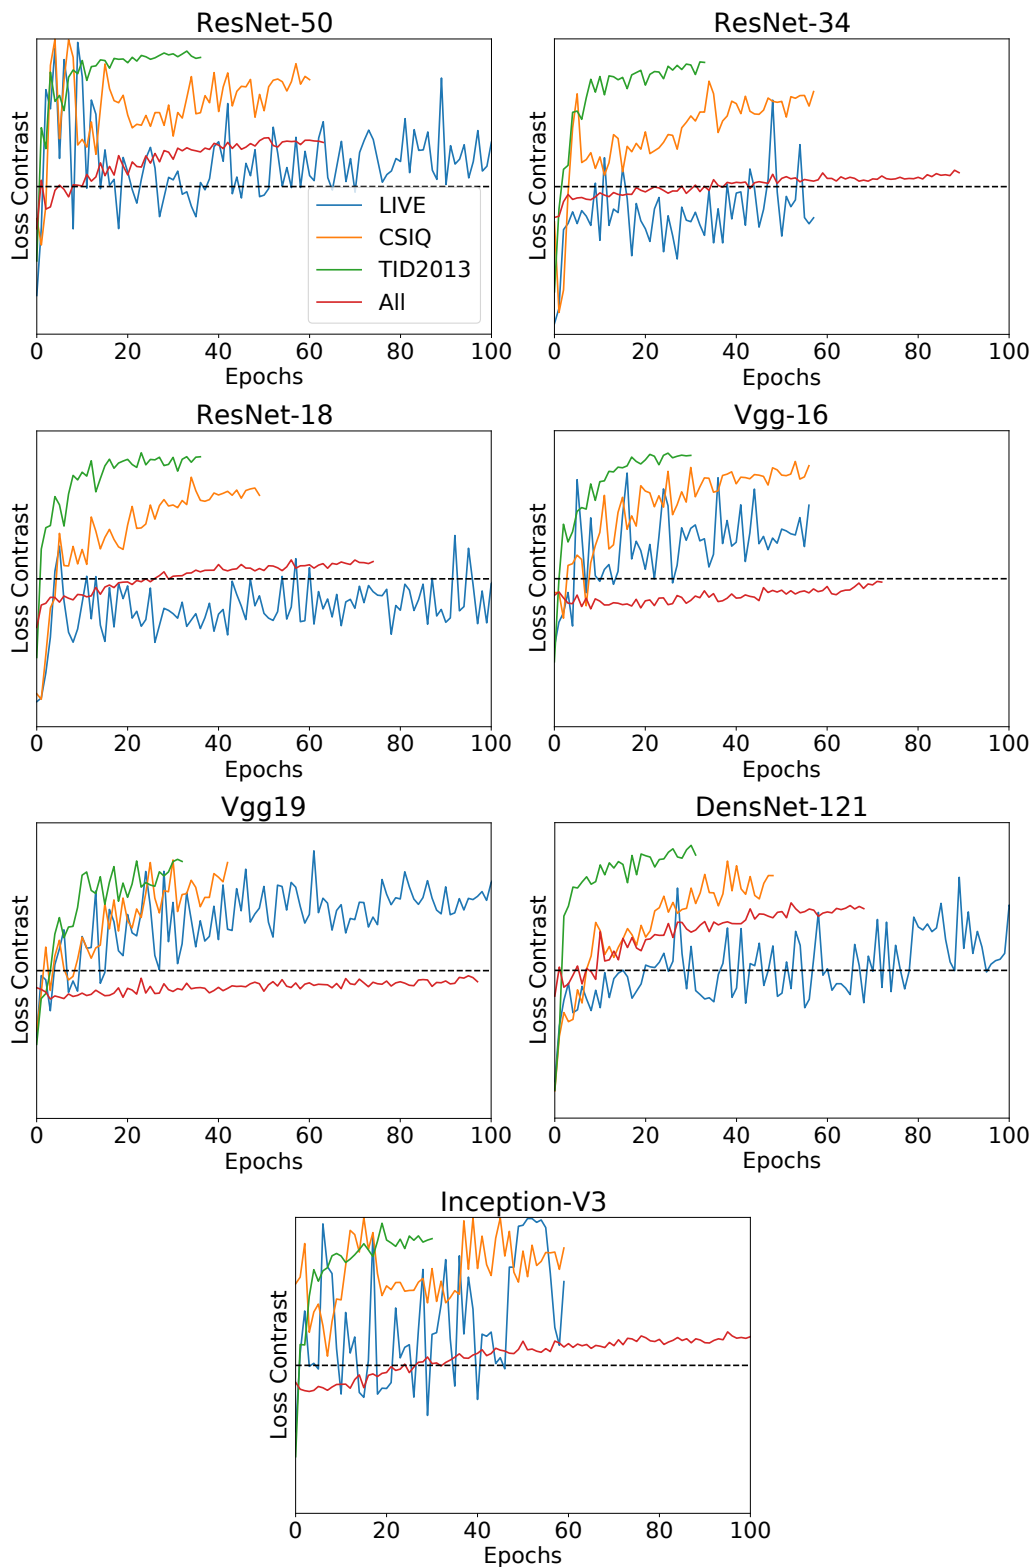 ResNet-50
Loss Contrast
LIVE
CSIQ
TID2013
All
0 20 40 60 80 100
Epochs
ResNet-34
Loss Contrast
0 20 40 60 80 100
Epochs
ResNet-18
Loss Contrast
0 20 40 60 80 100
Epochs
Vgg-16
Loss Contrast
0 20 40 60 80 100
Epochs
Vgg19
Loss Contrast
0 20 40 60 80 100
Epochs
DensNet-121
Loss Contrast
0 20 40 60 80 100
Epochs
Inception-V3
Loss Contrast
0 20 40 60 80 100
Epochs